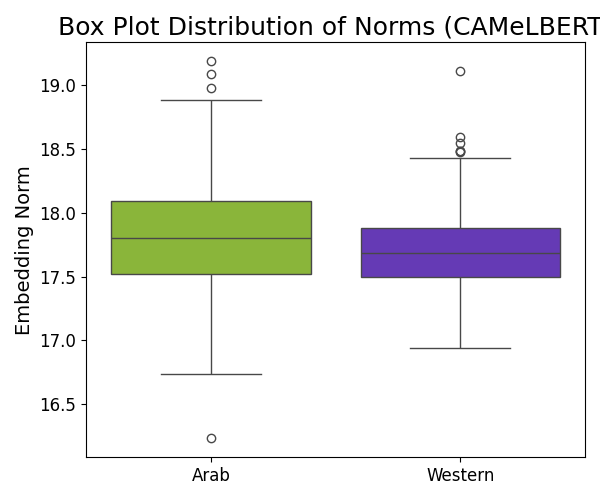 Box Plot Distribution of Norms (CAMeLBERT
Embedding Norm
19.0
18.5
18.0
17.5
17.0
16.5
Arab
Western